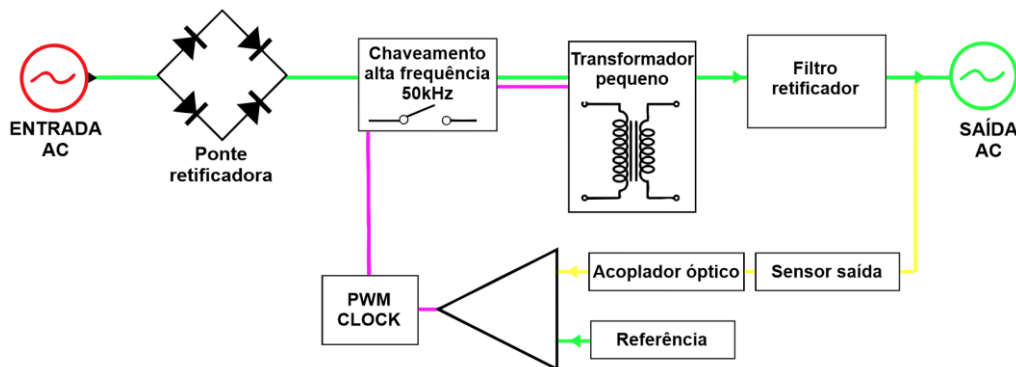 ENTRADA
AC
Ponte
retificadora
Chaveamento
alta frequência
50kHz
Transformador
pequeno
Filtro
retificador
SAÍDA
AC
PWM
CLOCK
Acoplador óptico
Sensor saída
Referência